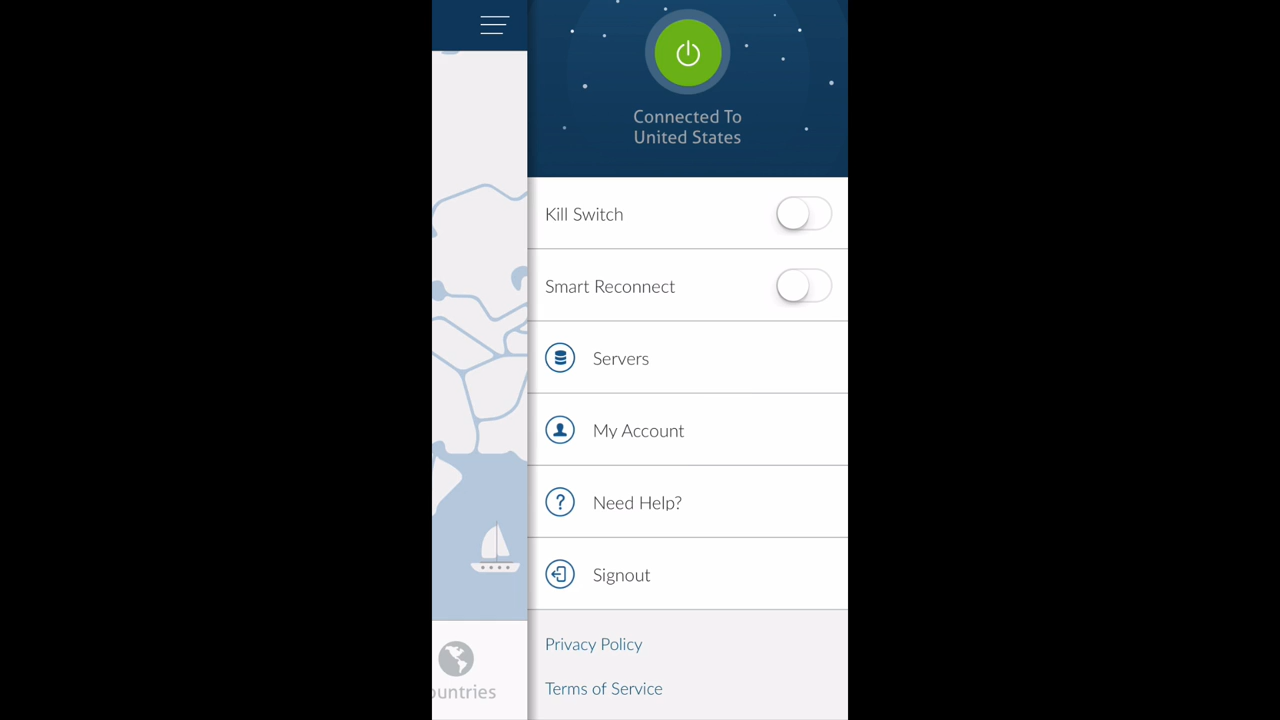 Connected To
United States
Kill Switch
Smart Reconnect
Servers
My Account
Need Help?
Signout
Privacy Policy
Terms of Service
ountries